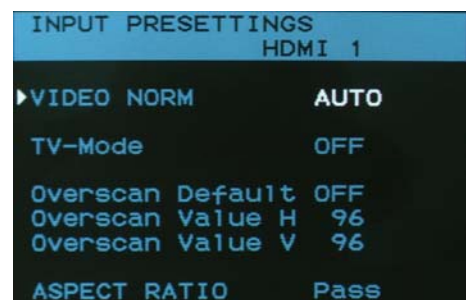 INPUT PRESETTINGS
HDMI 1
VIDEO NORM AUTO
TV-Mode OFF
Overscan Default OFF
Overscan Value H 96
Overscan Value V 96
ASPECT RATIO Pass